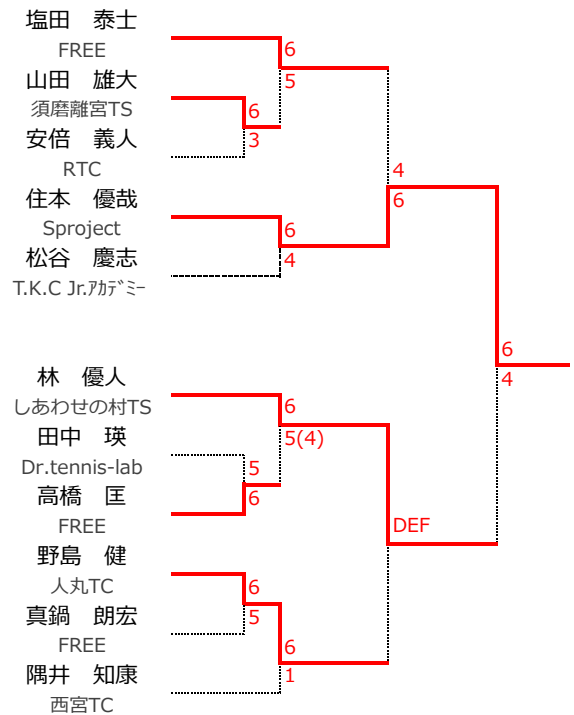 塩田　泰士
FREE
6
山田　雄大
5
須磨離宮TS
6
安倍　義人
3
RTC
4
住本　優哉
6
Sproject
6
松谷　慶志
4
T.K.C Jr.ｱｶﾃﾞﾐｰ
6
林　優人
4
しあわせの村TS
6
田中　瑛
5(4)
Dr.tennis-lab
5
高橋　匡
6
FREE
DEF
野島　健
人丸TC
6
真鍋　朗宏
5
FREE
6
隅井　知康
1
西宮TC